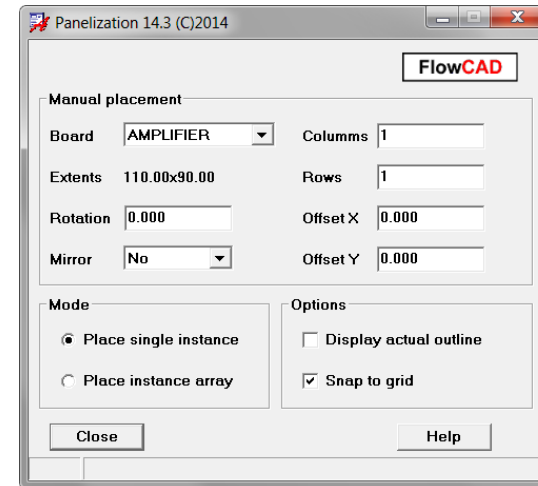 Panelization 14.3 (C)2014
FlowCAD
Manual placement
Board AMPLIFIER Columms 1
Extents 110.00x90.00 Rows 1
Rotation 0.000 Offset X 0.000
Mirror No Offset Y 0.000
Mode Options
Place single instance Display actual outline
Place instance array Snap to grid
Close Help